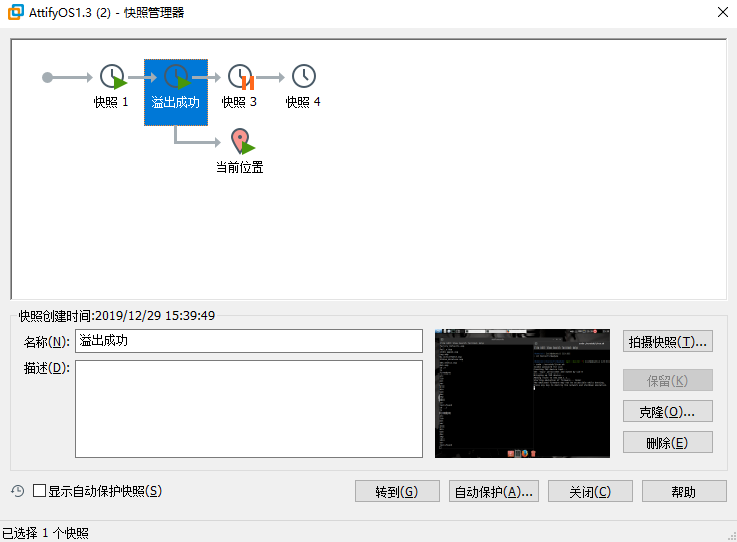 AttifyOS1.3 (2) - 快照管理器
快照 1
溢出成功
快照 3
快照 4
当前位置
快照创建时间:2019/12/29 15:39:49
名称(N):
溢出成功
拍摄快照(T)...
描述(D):
保留(K)
克隆(O)...
删除(E)
显示自动保护快照(S)
转到(G)
自动保护(A)...
关闭(C)
帮助
已选择 1 个快照